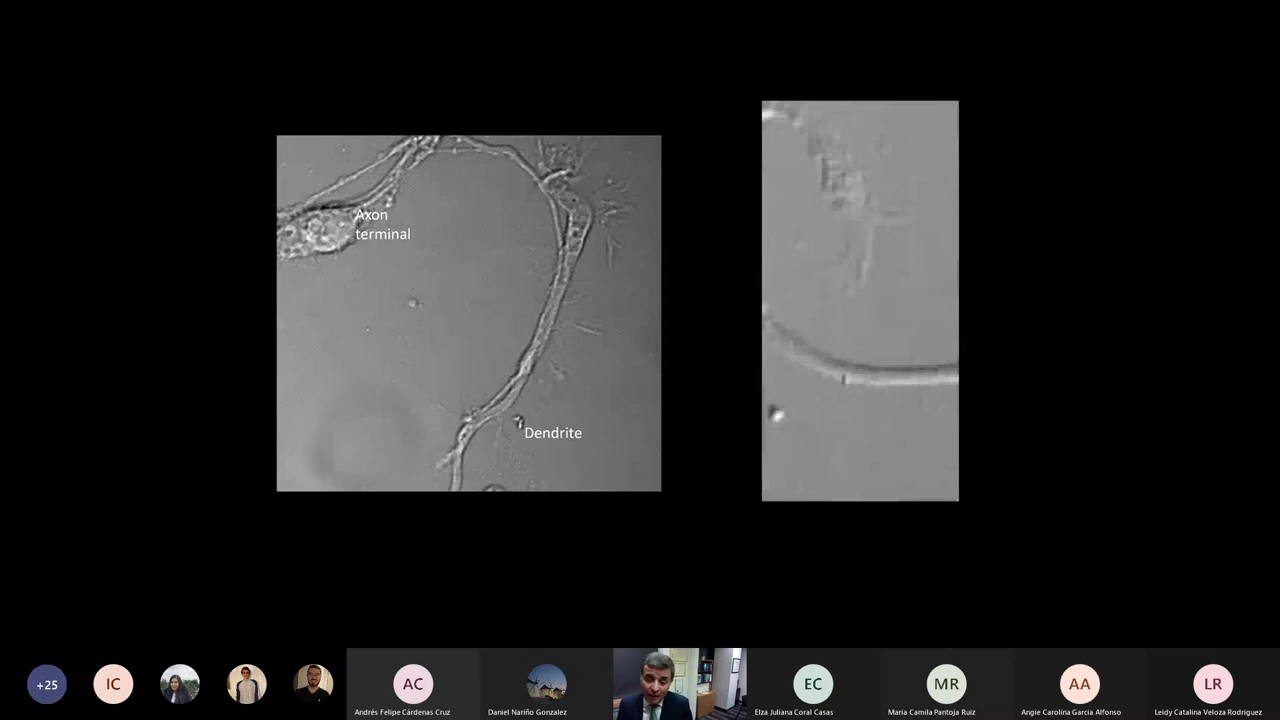 Axon
terminal
Dendrite
+25
IC
AC
EC
MR
AA
LR
Andrés Felipe Cárdenas Cruz
Daniel Nariño Gonzalez
Elza Juliana Coral Casas
Maria Camila Pantoja Ruiz
Angie Carolina Garcia Alfonso
Leidy Catalina Veloza Rodriguez